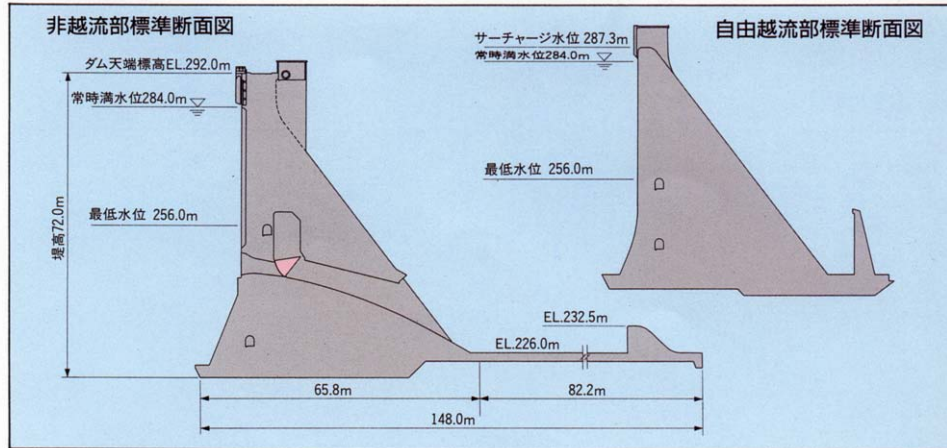 非越流部標準断面図
ダム天端標高EL.292.0m
常時満水位284.0m
最低水位 256.0m
堤高72.0m
EL.232.5m
EL.226.0m
65.8m
82.2m
148.0m
自由越流部標準断面図
サーチャージ水位 287.3m
常時満水位284.0m
最低水位 256.0m